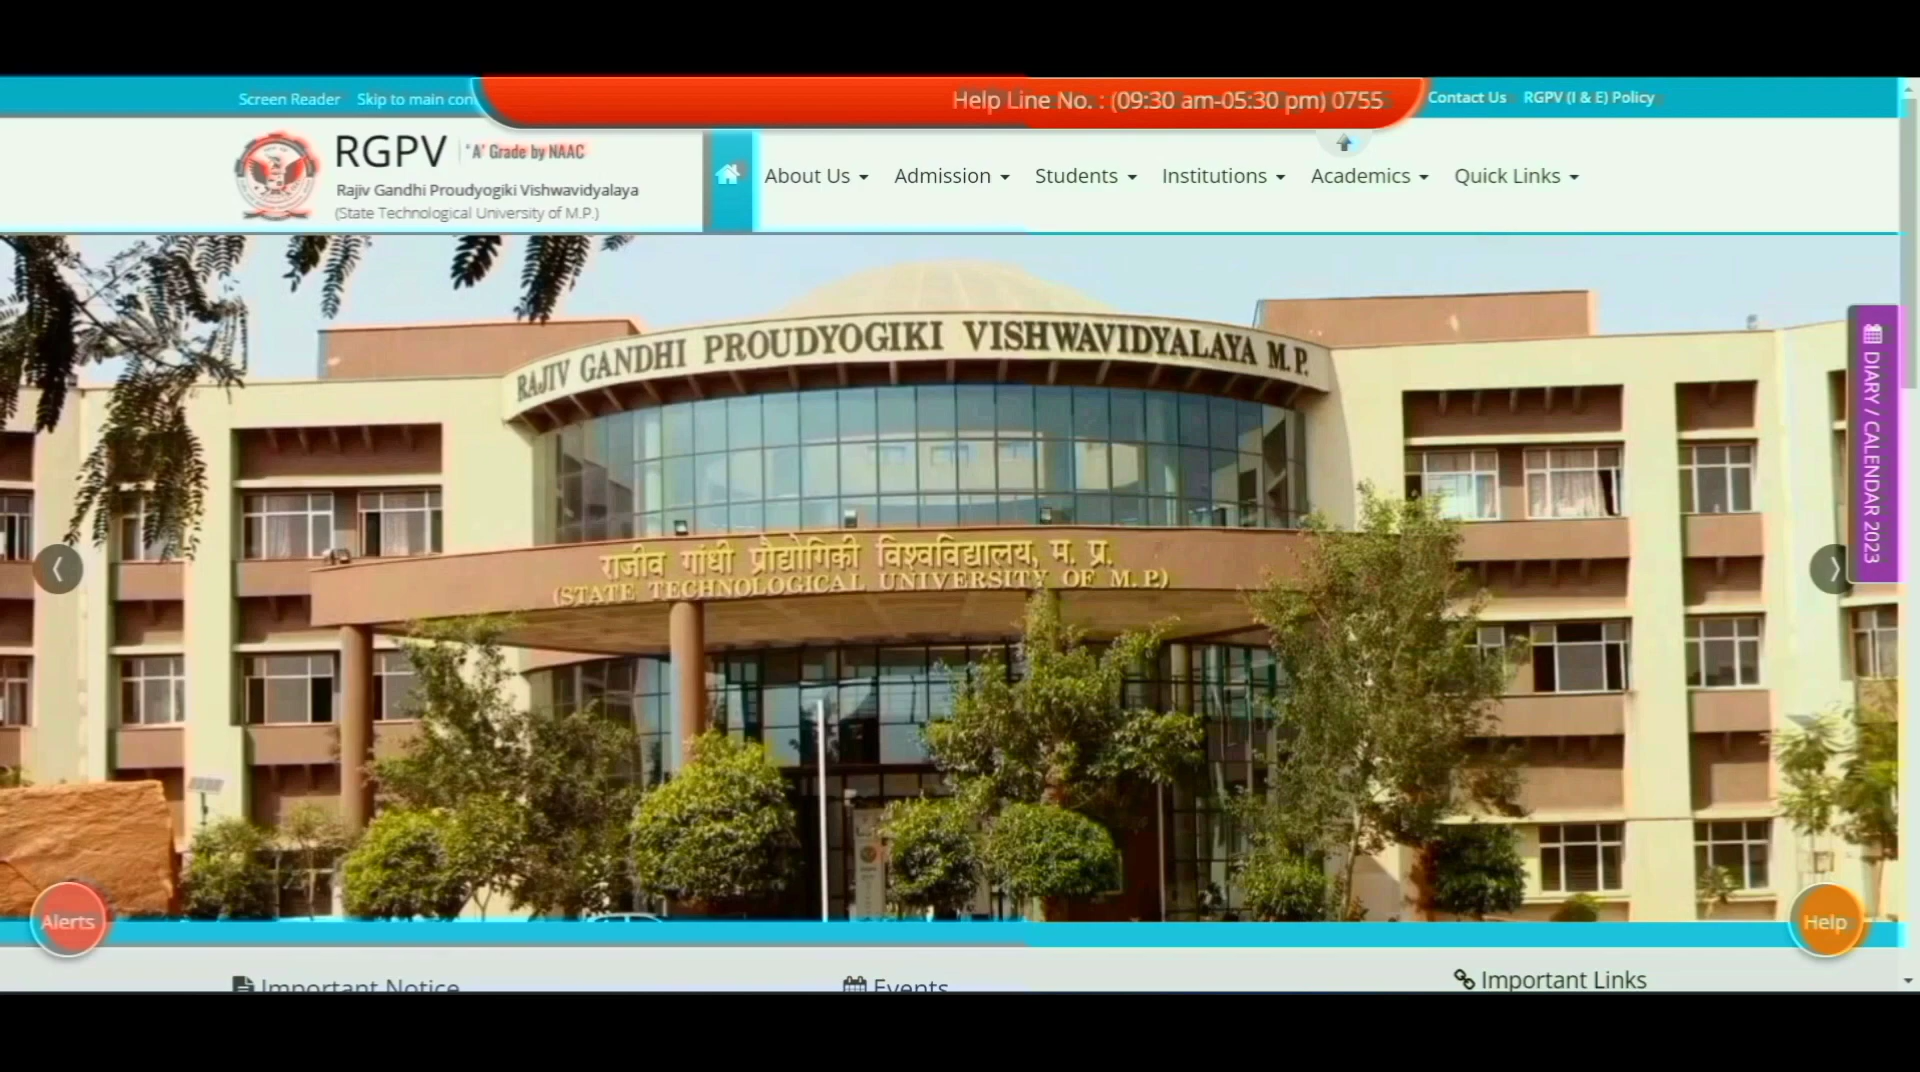 Screen Reader Skip to main con
Help Line No. : (09:30 am-05:30 pm) 0755
Contact Us RGPV (I & E) Policy
RGPV 'A' Grade by NAAC
Rajiv Gandhi Proudyogiki Vishwavidyalaya
(State Technological University of M.P.)
About Us Admission Students Institutions Academics Quick Links
RAJIV GANDHI PROUDYOGIKI VISHWAVIDYALAYA M.P.
राजीव गांधी प्रौद्योगिकी विश्वविद्यालय, म. प्र.
(STATE TECHNOLOGICAL UNIVERSITY OF M.P.)
DIARY / CALENDAR 2023
Alerts
Help
Important Notice
Events
Important Links